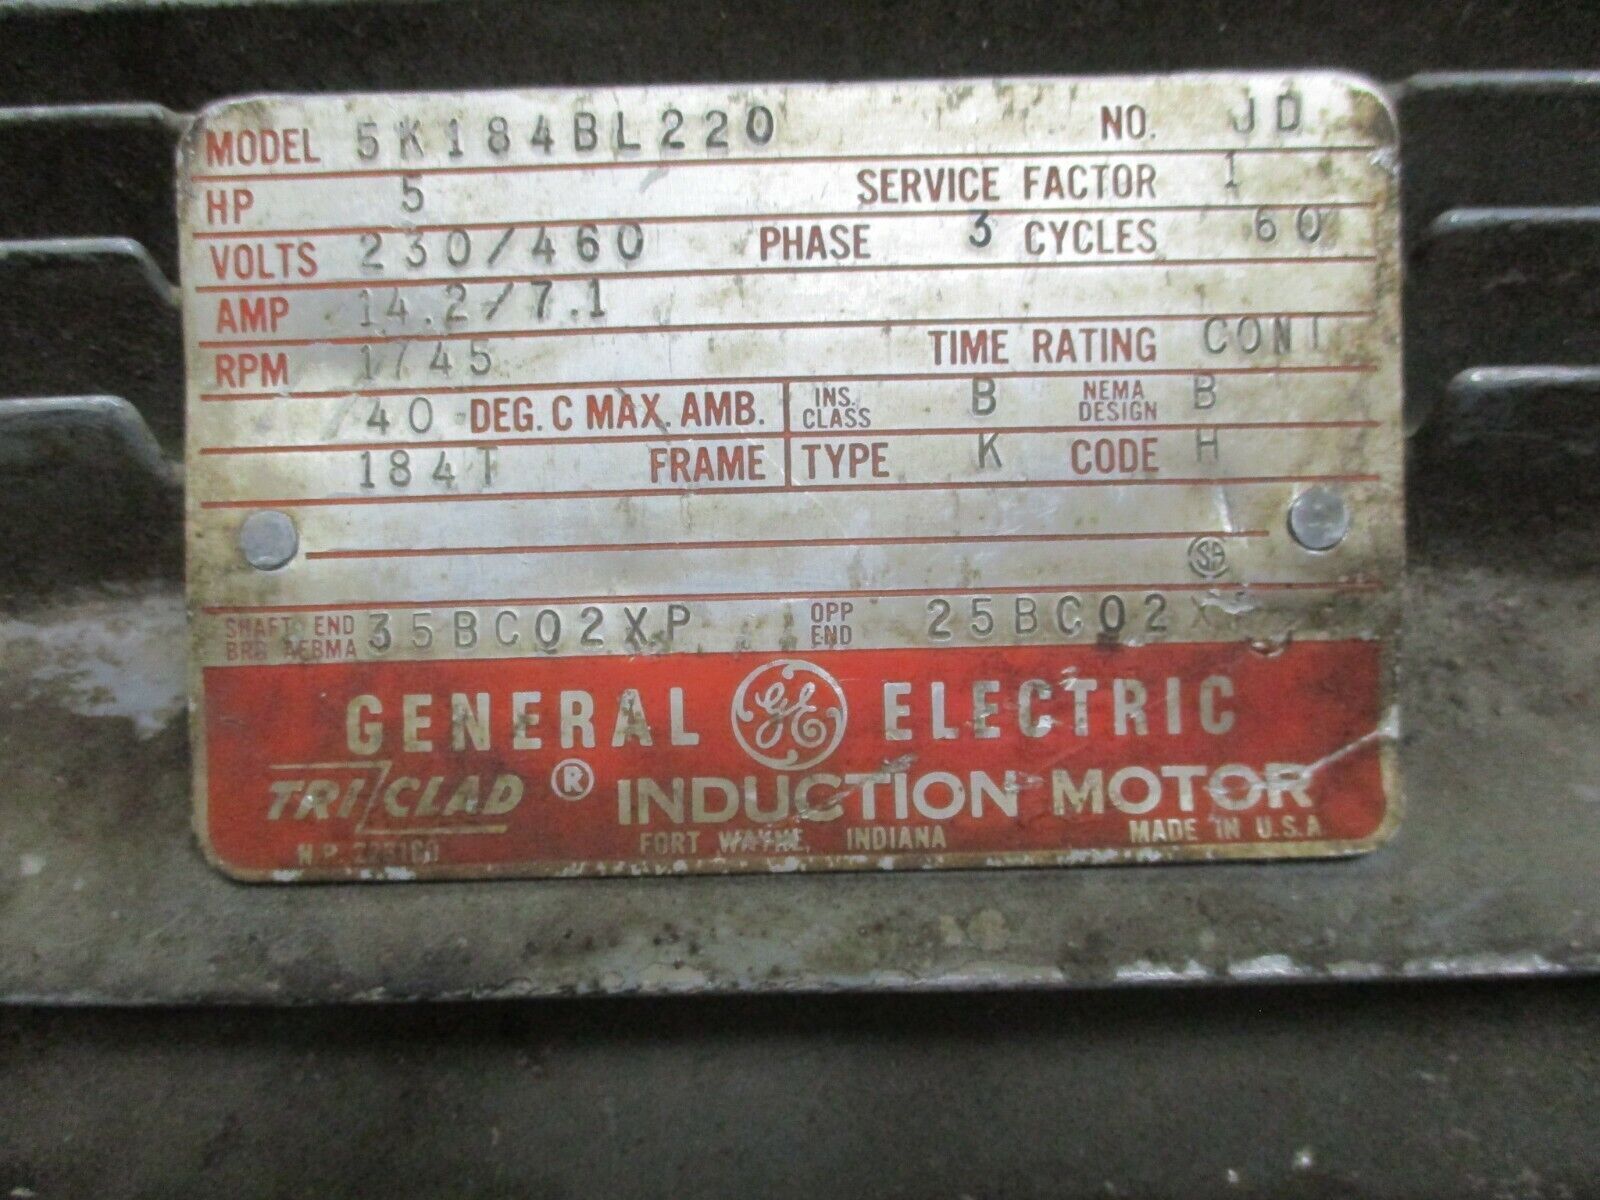 MODEL 5K184BL220 NO. JD
HP 5 SERVICE FACTOR 1
VOLTS 230/460 PHASE 3 CYCLES 60
AMP 14.2/7.1
RPM 1745 TIME RATING CONT
40 DEG. C MAX. AMB. INS. CLASS B NEMA DESIGN B
184T FRAME TYPE K CODE H
SA
SHAFT END BRG AFBMA 35BC02XP OPP END 25BC02X
GENERAL GE ELECTRIC
TRI/CLAD ® INDUCTION MOTOR
FORT WAYNE, INDIANA MADE IN U.S.A.
N.P.